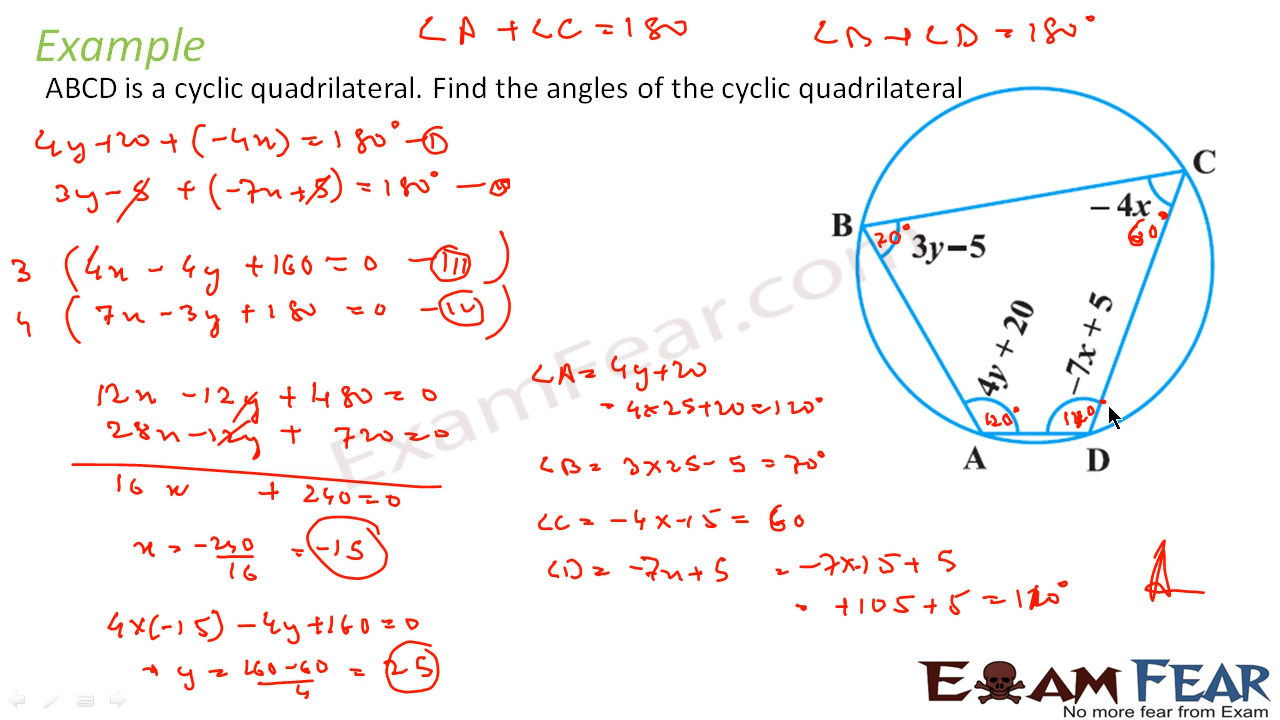 Example
∠A + ∠C = 180
∠B + ∠D = 180°
ABCD is a cyclic quadrilateral. Find the angles of the cyclic quadrilateral
4y+20 + (-4x) = 180° - ①
3y - 5 + (-7x + 5) = 180°
3 (4x - 4y + 160 = 0 - III)
4 (7x - 3y + 180 = 0 - IV)
12x - 12y + 480 = 0
28x - 12y + 720 = 0
16x + 240 = 0
x = -240/16 = -15
4×(-15) - 4y + 160 = 0
y = 160-60/4 = 25
∠A = 4y+20
= 4×25+20 = 120°
∠B = 3×25 - 5 = 70°
∠C = -4×-15 = 60
∠D = -7x + 5 = -7×-15 + 5
= +105 + 5 = 110°
C
- 4x
60°
B
70°
3y - 5
4y + 20
-7x + 5
120°
110°
A
D
ExamFear.com
EXAM FEAR
No more fear from Exam